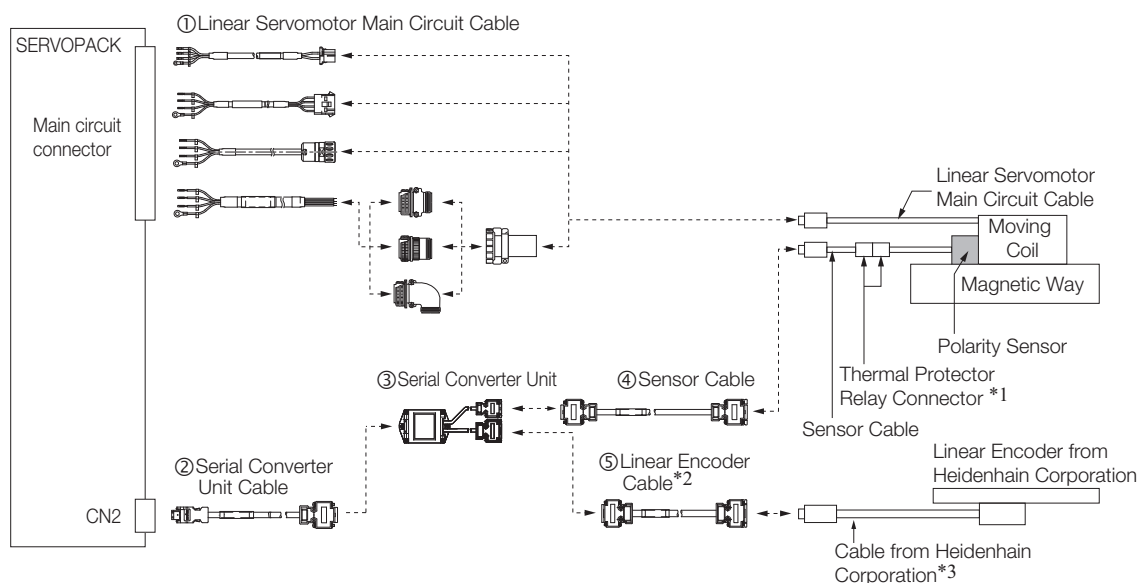 ①Linear Servomotor Main Circuit Cable
SERVOPACK
Main circuit
connector
Linear Servomotor
Main Circuit Cable
Moving
Coil
Magnetic Way
Polarity Sensor
Thermal Protector
Relay Connector *1
Sensor Cable
③Serial Converter Unit
④Sensor Cable
②Serial Converter
Unit Cable
⑤Linear Encoder
Cable*2
Linear Encoder from
Heidenhain Corporation
CN2
Cable from Heidenhain
Corporation*3